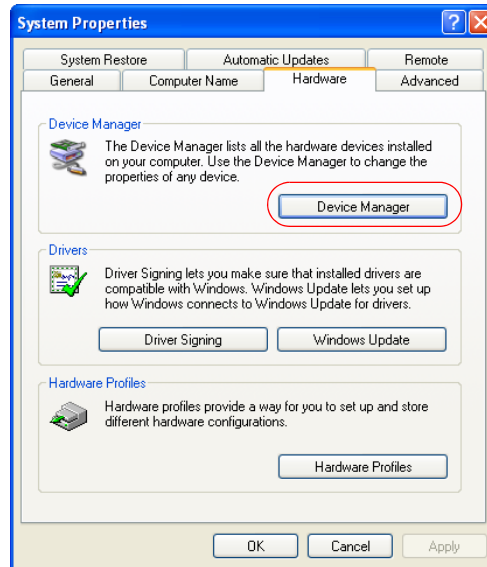 System Properties
?
System Restore Automatic Updates Remote
General Computer Name Hardware Advanced
Device Manager
The Device Manager lists all the hardware devices installed
on your computer. Use the Device Manager to change the
properties of any device.
Device Manager
Drivers
Driver Signing lets you make sure that installed drivers are
compatible with Windows. Windows Update lets you set up
how Windows connects to Windows Update for drivers.
Driver Signing Windows Update
Hardware Profiles
Hardware profiles provide a way for you to set up and store
different hardware configurations.
Hardware Profiles
OK Cancel Apply